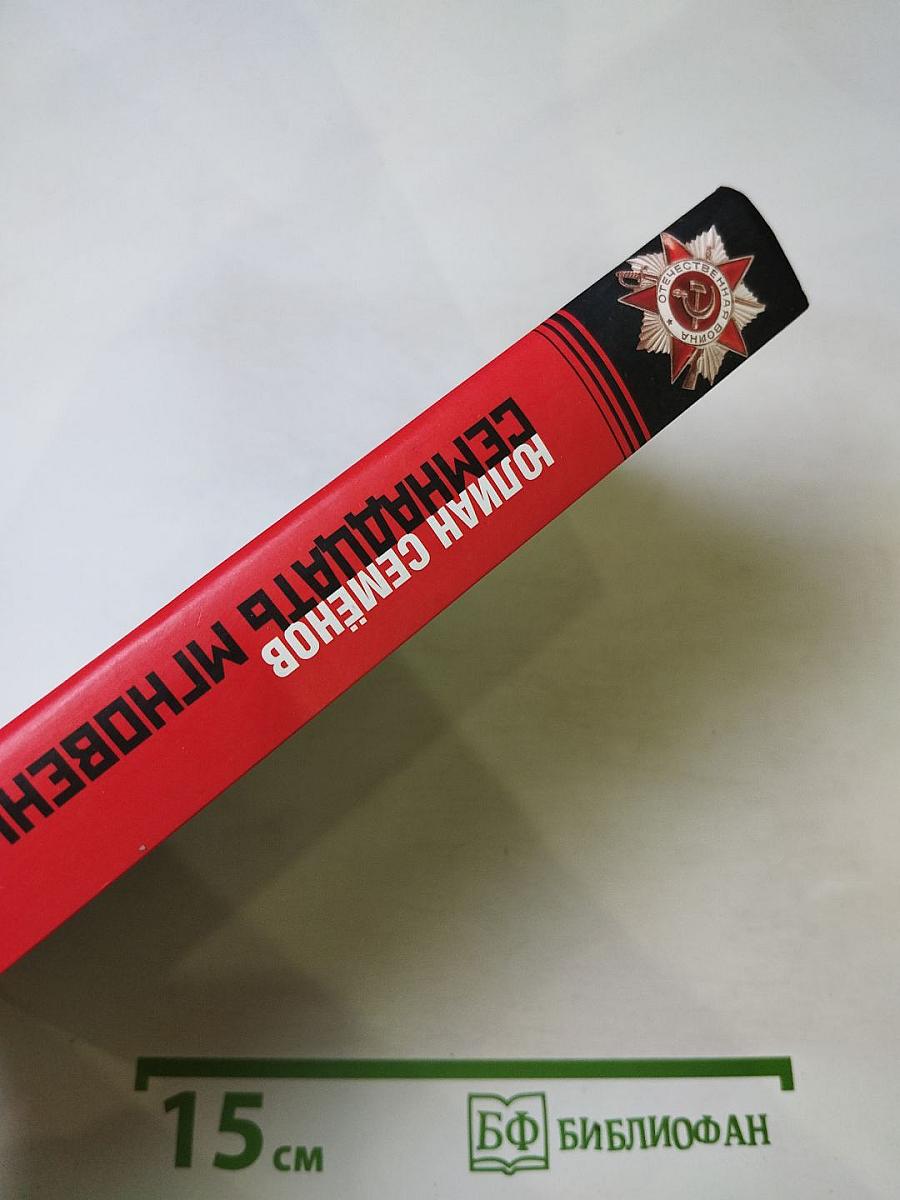 ОТЕЧЕСТВЕННАЯ ВОЙНА
ЮЛИАН СЕМЁНОВ
СЕМНАДЦАТЬ МГНОВЕН
15 см
БФ БИБЛИОФАН